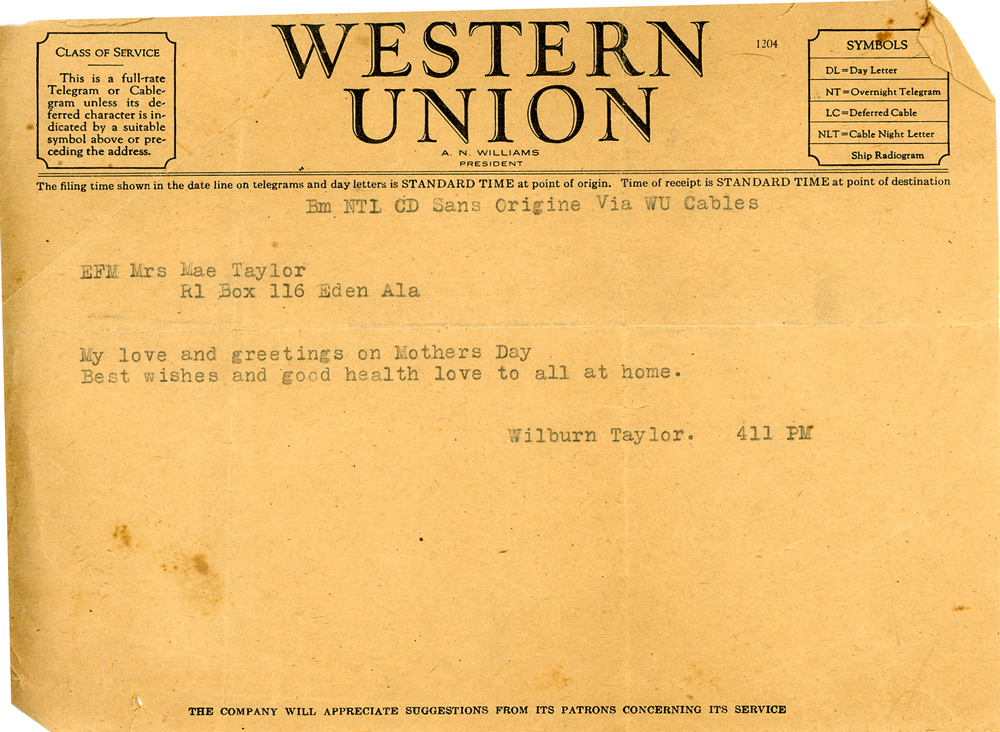 CLASS OF SERVICE
This is a full-rate
Telegram or Cable-
gram unless its de-
ferred character is in-
dicated by a suitable
symbol above or pre-
ceding the address.
WESTERN
UNION
A. N. WILLIAMS
PRESIDENT
1204
SYMBOLS
DL=Day Letter
NT=Overnight Telegram
LC=Deferred Cable
NLT=Cable Night Letter
Ship Radiogram
The filing time shown in the date line on telegrams and day letters is STANDARD TIME at point of origin. Time of receipt is STANDARD TIME at point of destination
Bm NTL CD Sans Origine Via WU Cables
EFM Mrs Mae Taylor
R1 Box 116 Eden Ala
My love and greetings on Mothers Day
Best wishes and good health love to all at home.
Wilburn Taylor. 411 PM
THE COMPANY WILL APPRECIATE SUGGESTIONS FROM ITS PATRONS CONCERNING ITS SERVICE